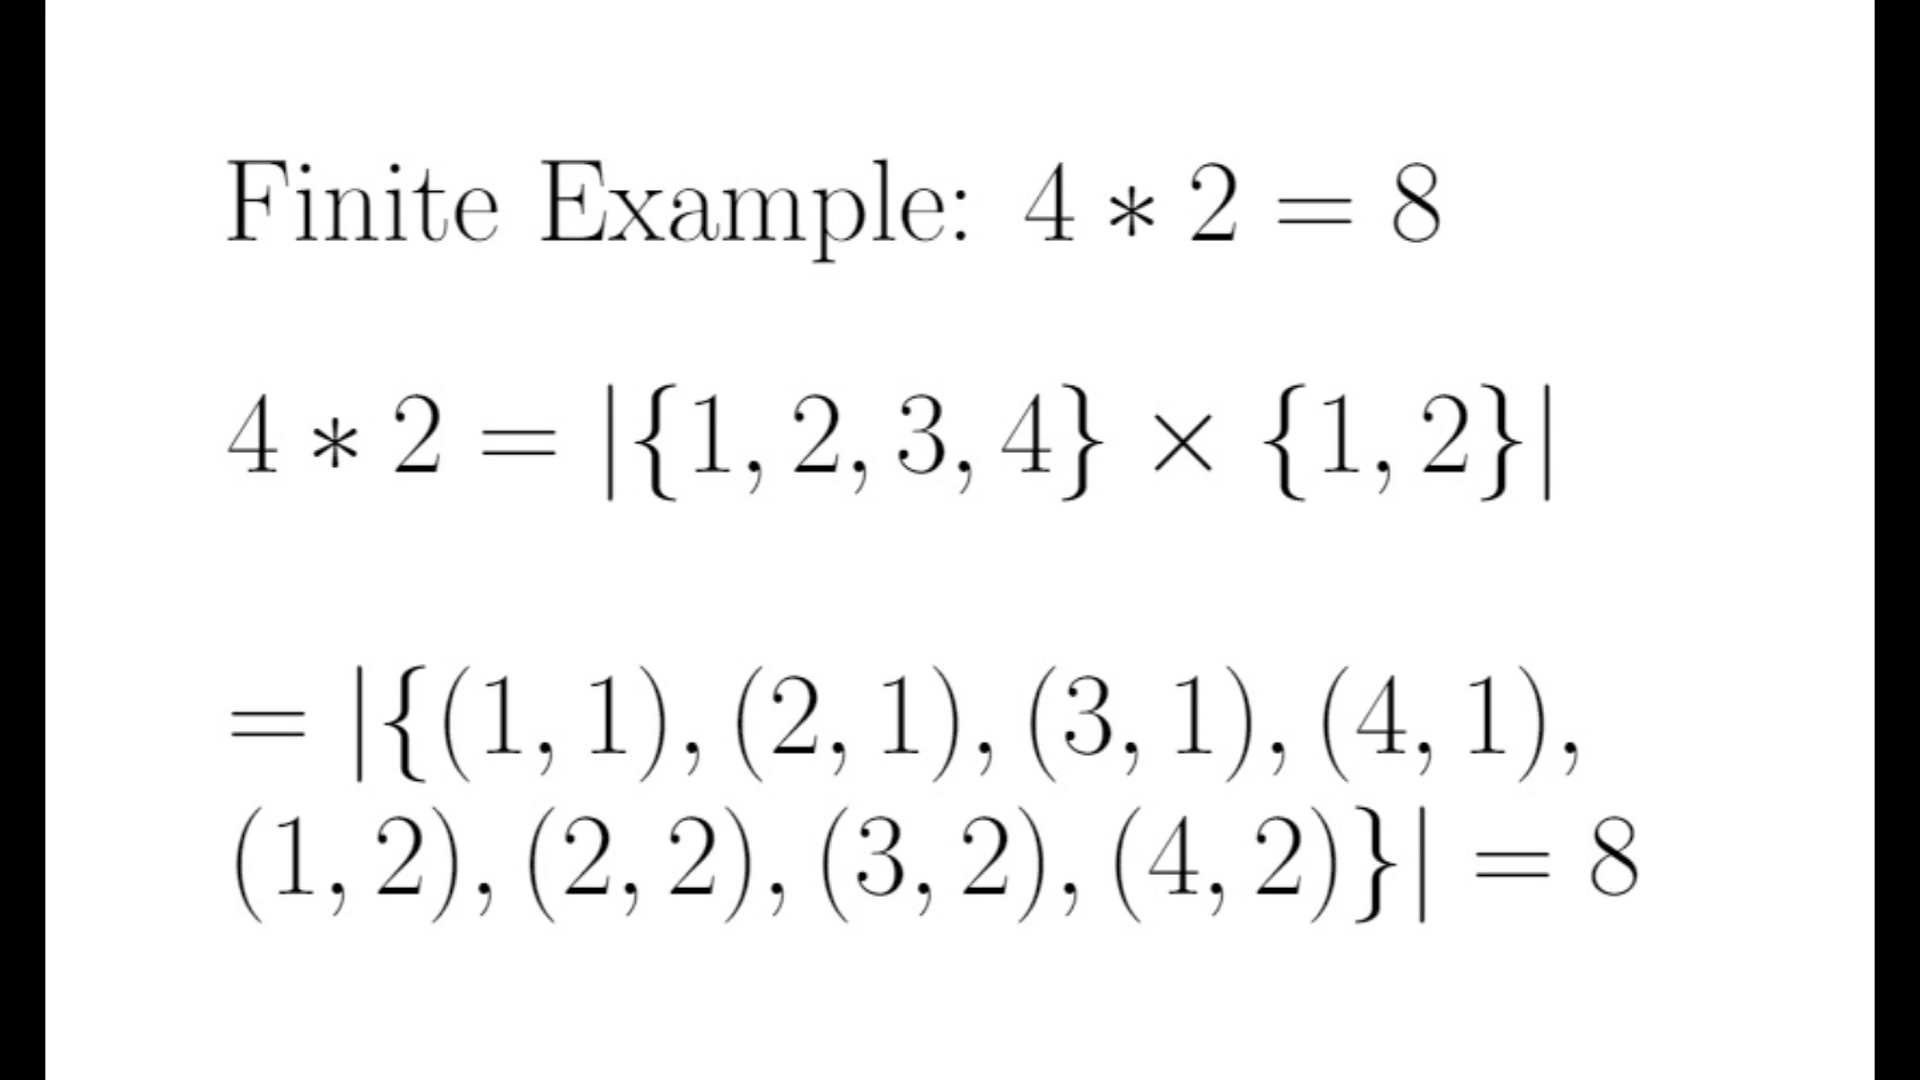 Finite Example: 4 ∗ 2 = 8
4 ∗ 2 = |{1, 2, 3, 4} × {1, 2}|
= |{(1, 1), (2, 1), (3, 1), (4, 1),
(1, 2), (2, 2), (3, 2), (4, 2)}| = 8